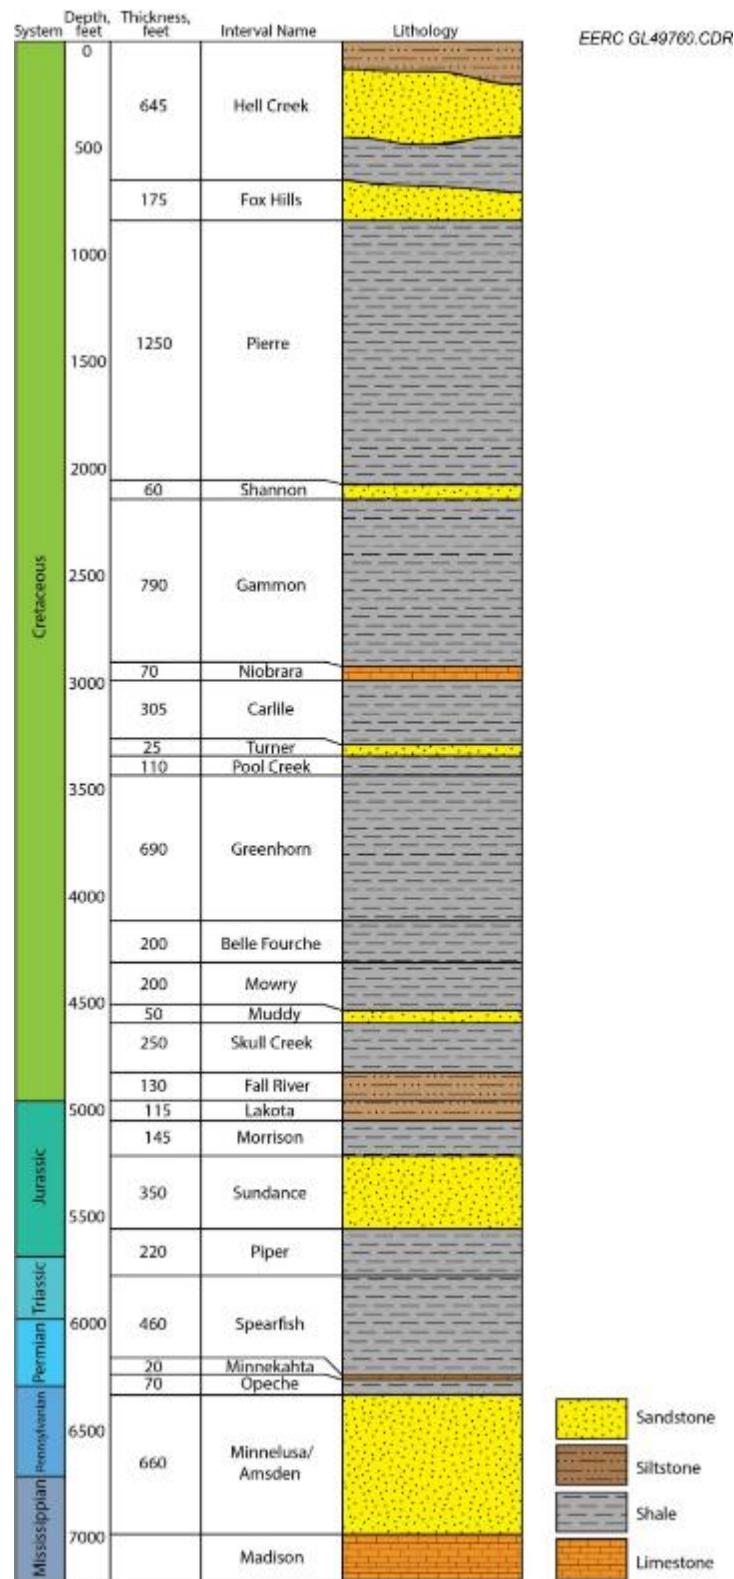 System Depth, feet Thickness, feet Interval Name Lithology
EERC GL49760.CDR
0
645 Hell Creek
500
175 Fox Hills
1000
1250 Pierre
1500
2000
60 Shannon
2500
790 Gammon
Cretaceous
70 Niobrara
3000
305 Carlile
25 Turner
110 Pool Creek
3500
690 Greenhorn
4000
200 Belle Fourche
200 Mowry
4500
50 Muddy
250 Skull Creek
130 Fall River
5000
115 Lakota
145 Morrison
Jurassic
350 Sundance
5500
220 Piper
Triassic
6000
460 Spearfish
Permian
20 Minnekahta
70 Opeche
Pennsylvanian
6500
660 Minnelusa/
Amsden
Mississippian
7000
Madison
Sandstone
Siltstone
Shale
Limestone